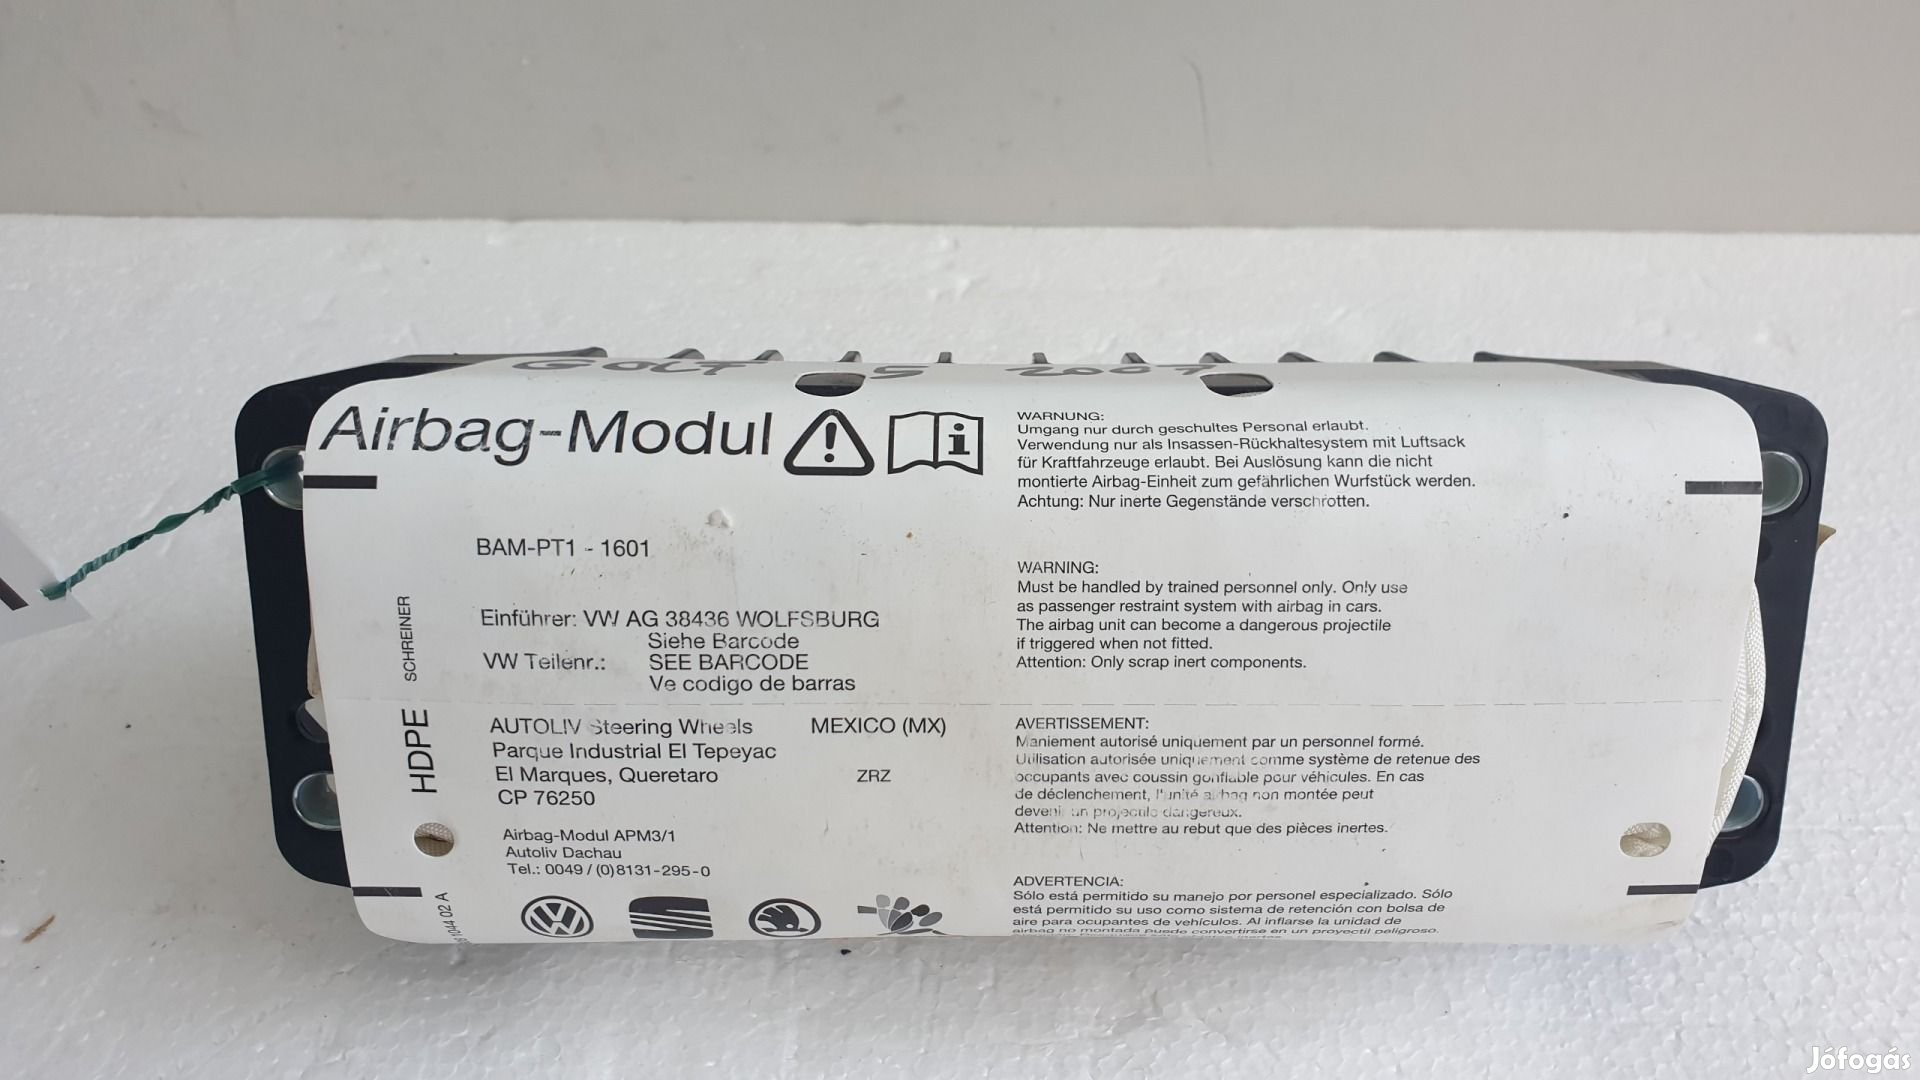 GOLF 5 2007
Airbag-Modul
BAM-PT1 - 1601
Einführer: VW AG 38436 WOLFSBURG
Siehe Barcode
VW Teilenr.: SEE BARCODE
Ve codigo de barras
SCHREINER
HDPE
AUTOLIV Steering Wheels MEXICO (MX)
Parque Industrial El Tepeyac
El Marques, Queretaro ZRZ
CP 76250
Airbag-Modul APM3/1
Autoliv Dachau
Tel.: 0049 / (0)8131-295-0
02 A
WARNUNG:
Umgang nur durch geschultes Personal erlaubt.
Verwendung nur als Insassen-Rückhaltesystem mit Luftsack
für Kraftfahrzeuge erlaubt. Bei Auslösung kann die nicht
montierte Airbag-Einheit zum gefährlichen Wurfstück werden.
Achtung: Nur inerte Gegenstände verschrotten.
WARNING:
Must be handled by trained personnel only. Only use
as passenger restraint system with airbag in cars.
The airbag unit can become a dangerous projectile
if triggered when not fitted.
Attention: Only scrap inert components.
AVERTISSEMENT:
Maniement autorisé uniquement par un personnel formé.
Utilisation autorisée uniquement comme système de retenue des
occupants avec coussin gonflable pour véhicules. En cas
de déclenchement, l'unité airbag non montée peut
devenir un projectile dangereux.
Attention: Ne mettre au rebut que des pièces inertes.
ADVERTENCIA:
Sólo está permitido su manejo por personel especializado. Sólo
está permitido su uso como sistema de retención con bolsa de
aire para ocupantes de vehículos. Al inflarse la unidad de
airbag no montada puede convertirse en un proyectil peligroso.
Jófogás